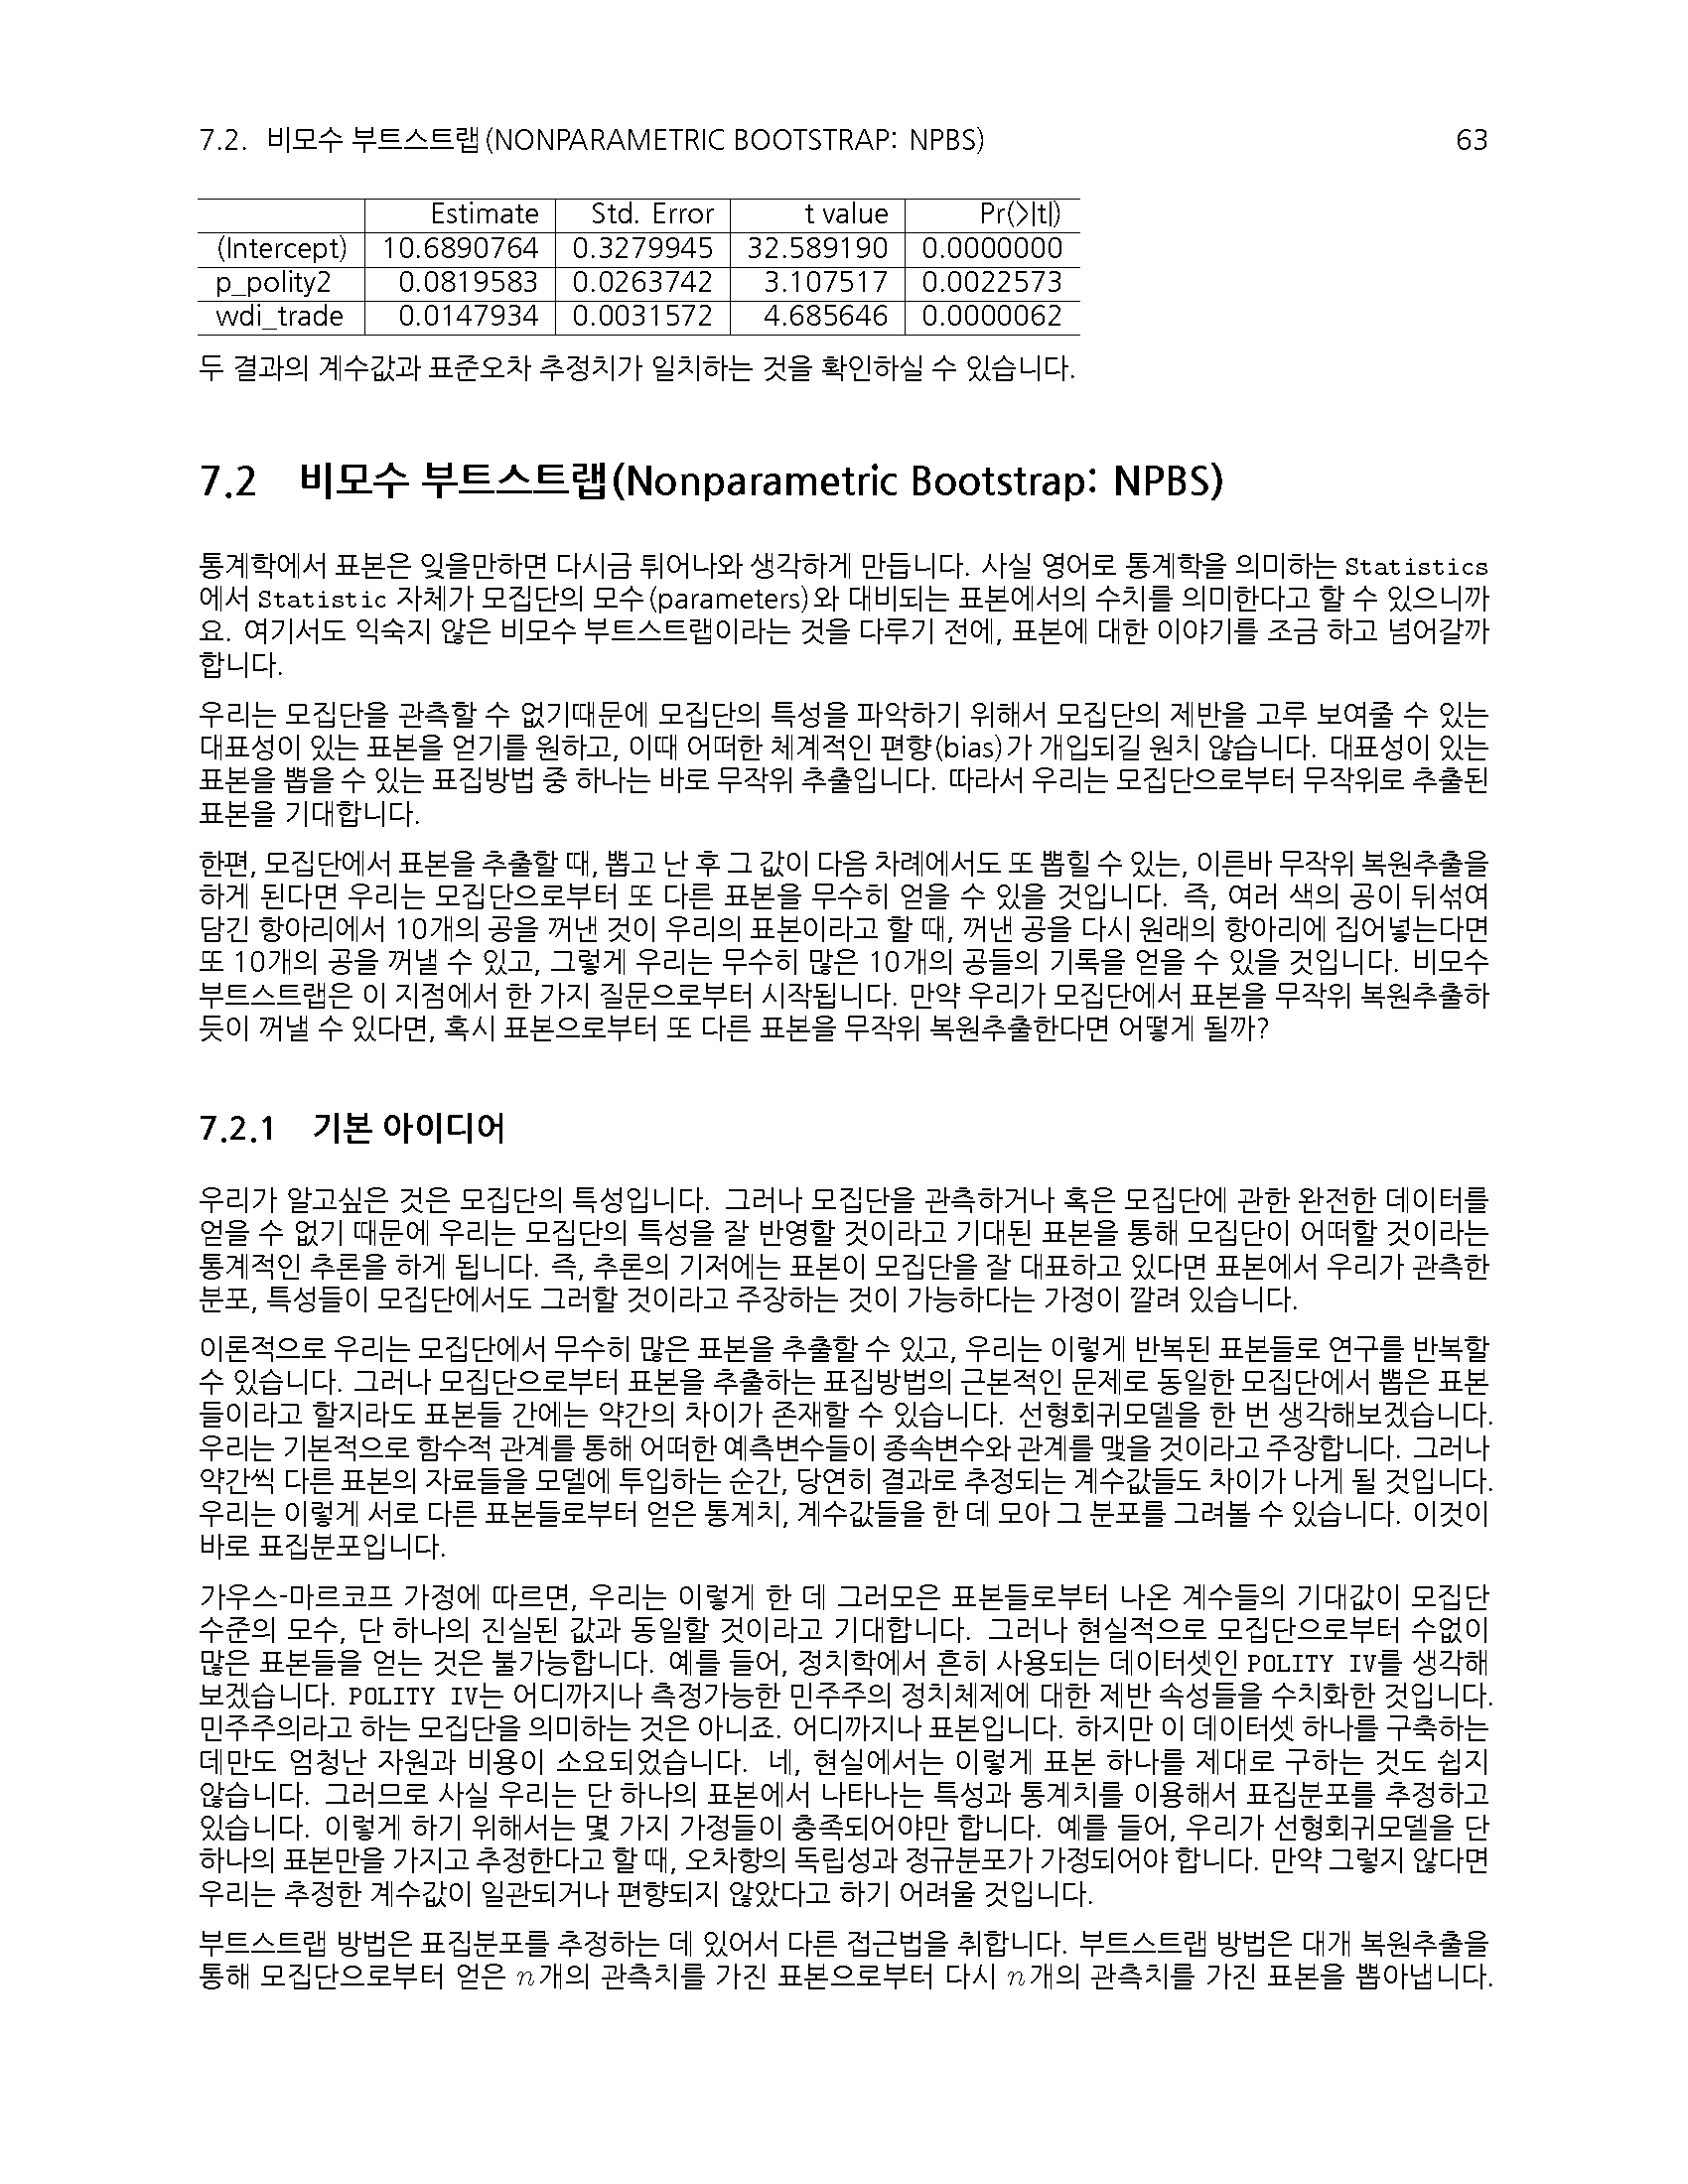 7.2. 비모수 부트스트랩(NONPARAMETRIC BOOTSTRAP: NPBS) 63
Estimate Std. Error t value Pr(>|t|)
(Intercept) 10.6890764 0.3279945 32.589190 0.0000000
p_polity2 0.0819583 0.0263742 3.107517 0.0022573
wdi_trade 0.0147934 0.0031572 4.685646 0.0000062
두 결과의 계수값과 표준오차 추정치가 일치하는 것을 확인하실 수 있습니다.
7.2 비모수 부트스트랩(Nonparametric Bootstrap: NPBS)
통계학에서 표본은 잊을만하면 다시금 튀어나와 생각하게 만듭니다. 사실 영어로 통계학을 의미하는 Statistics
에서 Statistic 자체가 모집단의 모수(parameters)와 대비되는 표본에서의 수치를 의미한다고 할 수 있으니까
요. 여기서도 익숙지 않은 비모수 부트스트랩이라는 것을 다루기 전에, 표본에 대한 이야기를 조금 하고 넘어갈까
합니다.
우리는 모집단을 관측할 수 없기때문에 모집단의 특성을 파악하기 위해서 모집단의 제반을 고루 보여줄 수 있는
대표성이 있는 표본을 얻기를 원하고, 이때 어떠한 체계적인 편향(bias)가 개입되길 원치 않습니다. 대표성이 있는
표본을 뽑을 수 있는 표집방법 중 하나는 바로 무작위 추출입니다. 따라서 우리는 모집단으로부터 무작위로 추출된
표본을 기대합니다.
한편, 모집단에서 표본을 추출할 때, 뽑고 난 후 그 값이 다음 차례에서도 또 뽑힐 수 있는, 이른바 무작위 복원추출을
하게 된다면 우리는 모집단으로부터 또 다른 표본을 무수히 얻을 수 있을 것입니다. 즉, 여러 색의 공이 뒤섞여
담긴 항아리에서 10개의 공을 꺼낸 것이 우리의 표본이라고 할 때, 꺼낸 공을 다시 원래의 항아리에 집어넣는다면
또 10개의 공을 꺼낼 수 있고, 그렇게 우리는 무수히 많은 10개의 공들의 기록을 얻을 수 있을 것입니다. 비모수
부트스트랩은 이 지점에서 한 가지 질문으로부터 시작됩니다. 만약 우리가 모집단에서 표본을 무작위 복원추출하
듯이 꺼낼 수 있다면, 혹시 표본으로부터 또 다른 표본을 무작위 복원추출한다면 어떻게 될까?
7.2.1 기본 아이디어
우리가 알고싶은 것은 모집단의 특성입니다. 그러나 모집단을 관측하거나 혹은 모집단에 관한 완전한 데이터를
얻을 수 없기 때문에 우리는 모집단의 특성을 잘 반영할 것이라고 기대된 표본을 통해 모집단이 어떠할 것이라는
통계적인 추론을 하게 됩니다. 즉, 추론의 기저에는 표본이 모집단을 잘 대표하고 있다면 표본에서 우리가 관측한
분포, 특성들이 모집단에서도 그러할 것이라고 주장하는 것이 가능하다는 가정이 깔려 있습니다.
이론적으로 우리는 모집단에서 무수히 많은 표본을 추출할 수 있고, 우리는 이렇게 반복된 표본들로 연구를 반복할
수 있습니다. 그러나 모집단으로부터 표본을 추출하는 표집방법의 근본적인 문제로 동일한 모집단에서 뽑은 표본
들이라고 할지라도 표본들 간에는 약간의 차이가 존재할 수 있습니다. 선형회귀모델을 한 번 생각해보겠습니다.
우리는 기본적으로 함수적 관계를 통해 어떠한 예측변수들이 종속변수와 관계를 맺을 것이라고 주장합니다. 그러나
약간씩 다른 표본의 자료들을 모델에 투입하는 순간, 당연히 결과로 추정되는 계수값들도 차이가 나게 될 것입니다.
우리는 이렇게 서로 다른 표본들로부터 얻은 통계치, 계수값들을 한 데 모아 그 분포를 그려볼 수 있습니다. 이것이
바로 표집분포입니다.
가우스-마르코프 가정에 따르면, 우리는 이렇게 한 데 그러모은 표본들로부터 나온 계수들의 기대값이 모집단
수준의 모수, 단 하나의 진실된 값과 동일할 것이라고 기대합니다. 그러나 현실적으로 모집단으로부터 수없이
많은 표본들을 얻는 것은 불가능합니다. 예를 들어, 정치학에서 흔히 사용되는 데이터셋인 POLITY IV를 생각해
보겠습니다. POLITY IV는 어디까지나 측정가능한 민주주의 정치체제에 대한 제반 속성들을 수치화한 것입니다.
민주주의라고 하는 모집단을 의미하는 것은 아니죠. 어디까지나 표본입니다. 하지만 이 데이터셋 하나를 구축하는
데만도 엄청난 자원과 비용이 소요되었습니다. 네, 현실에서는 이렇게 표본 하나를 제대로 구하는 것도 쉽지
않습니다. 그러므로 사실 우리는 단 하나의 표본에서 나타나는 특성과 통계치를 이용해서 표집분포를 추정하고
있습니다. 이렇게 하기 위해서는 몇 가지 가정들이 충족되어야만 합니다. 예를 들어, 우리가 선형회귀모델을 단
하나의 표본만을 가지고 추정한다고 할 때, 오차항의 독립성과 정규분포가 가정되어야 합니다. 만약 그렇지 않다면
우리는 추정한 계수값이 일관되거나 편향되지 않았다고 하기 어려울 것입니다.
부트스트랩 방법은 표집분포를 추정하는 데 있어서 다른 접근법을 취합니다. 부트스트랩 방법은 대개 복원추출을
통해 모집단으로부터 얻은 n개의 관측치를 가진 표본으로부터 다시 n개의 관측치를 가진 표본을 뽑아냅니다.